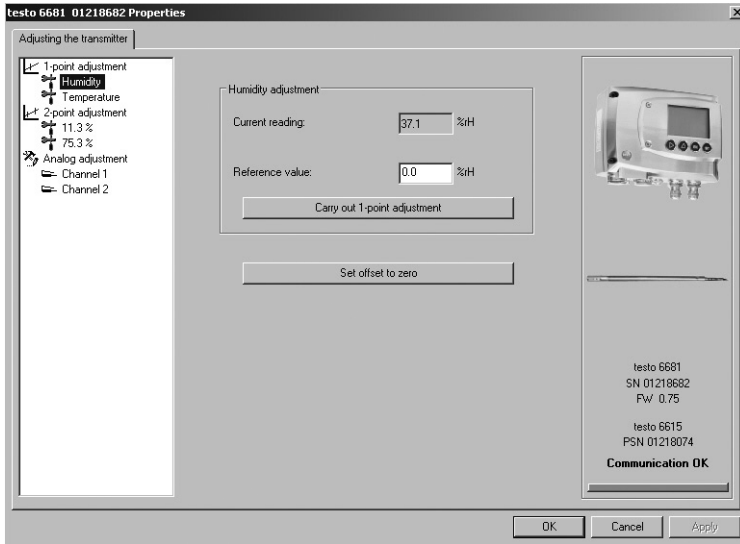 testo 6681 01218682 Properties
Adjusting the transmitter
1-point adjustment
Humidity
Temperature
2-point adjustment
11.3 %
75.3 %
Analog adjustment
Channel 1
Channel 2
Humidity adjustment
Current reading: 37.1 %rH
Reference value: 0.0 %rH
Carry out 1-point adjustment
Set offset to zero
testo 6681
SN 01218682
FW 0.75
testo 6615
PSN 01218074
Communication OK
OK Cancel Apply